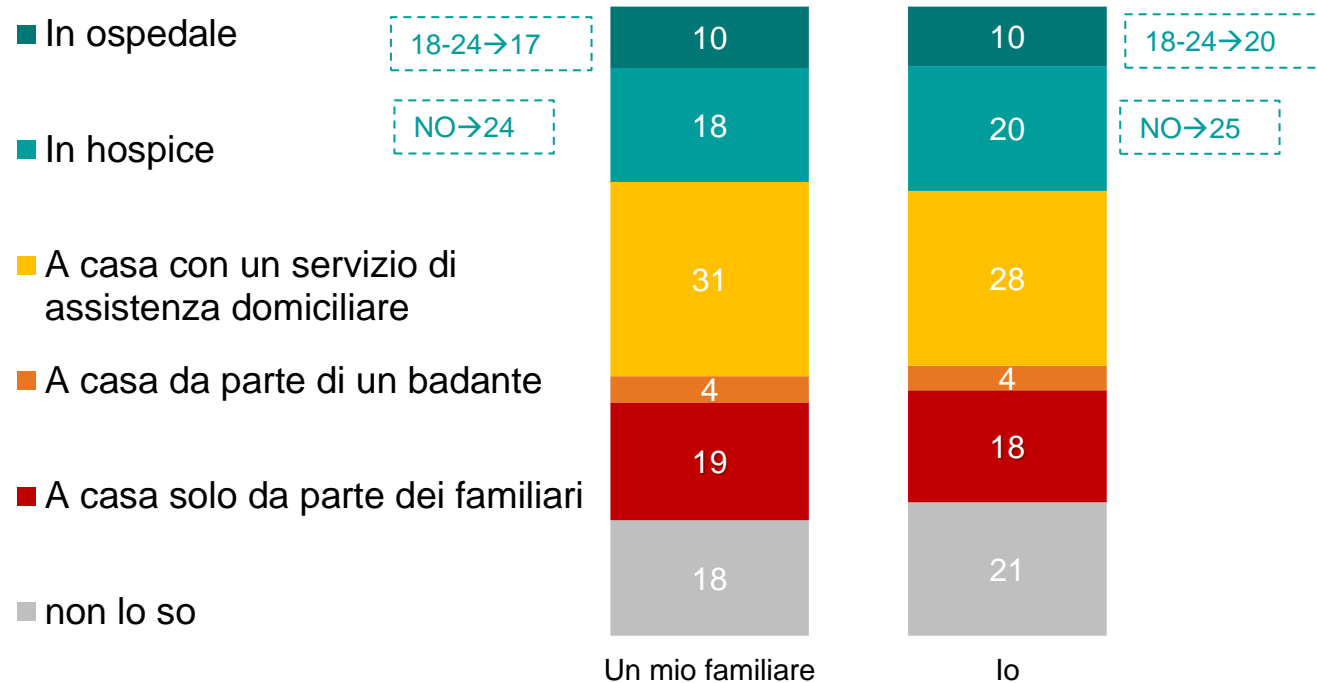 In ospedale
In hospice
A casa con un servizio di
assistenza domiciliare
A casa da parte di un badante
A casa solo da parte dei familiari
non lo so
18-24→17
NO→24
10
18
31
4
19
18
Un mio familiare
10
20
28
4
18
21
Io
18-24→20
NO→25